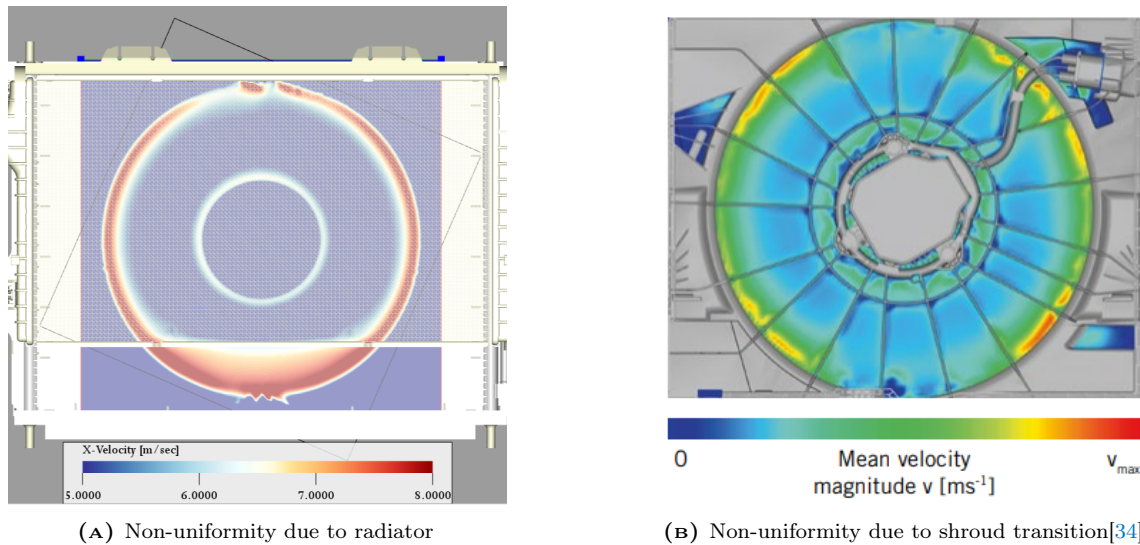 X-Velocity [m/sec]
5.0000 6.0000 7.0000 8.0000
(A) Non-uniformity due to radiator
0 Mean velocity magnitude v [ms⁻¹] vmax
(B) Non-uniformity due to shroud transition[34]